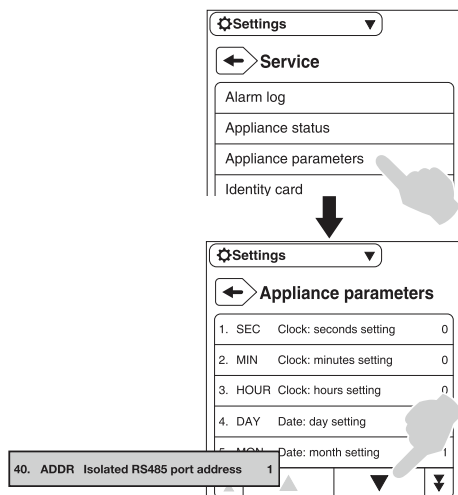 Settings
Service
Alarm log
Appliance status
Appliance parameters
Identity card
Settings
Appliance parameters
1. SEC Clock: seconds setting 0
2. MIN Clock: minutes setting 0
3. HOUR Clock: hours setting 0
4. DAY Date: day setting
5. MON Date: month setting 1
40. ADDR Isolated RS485 port address 1